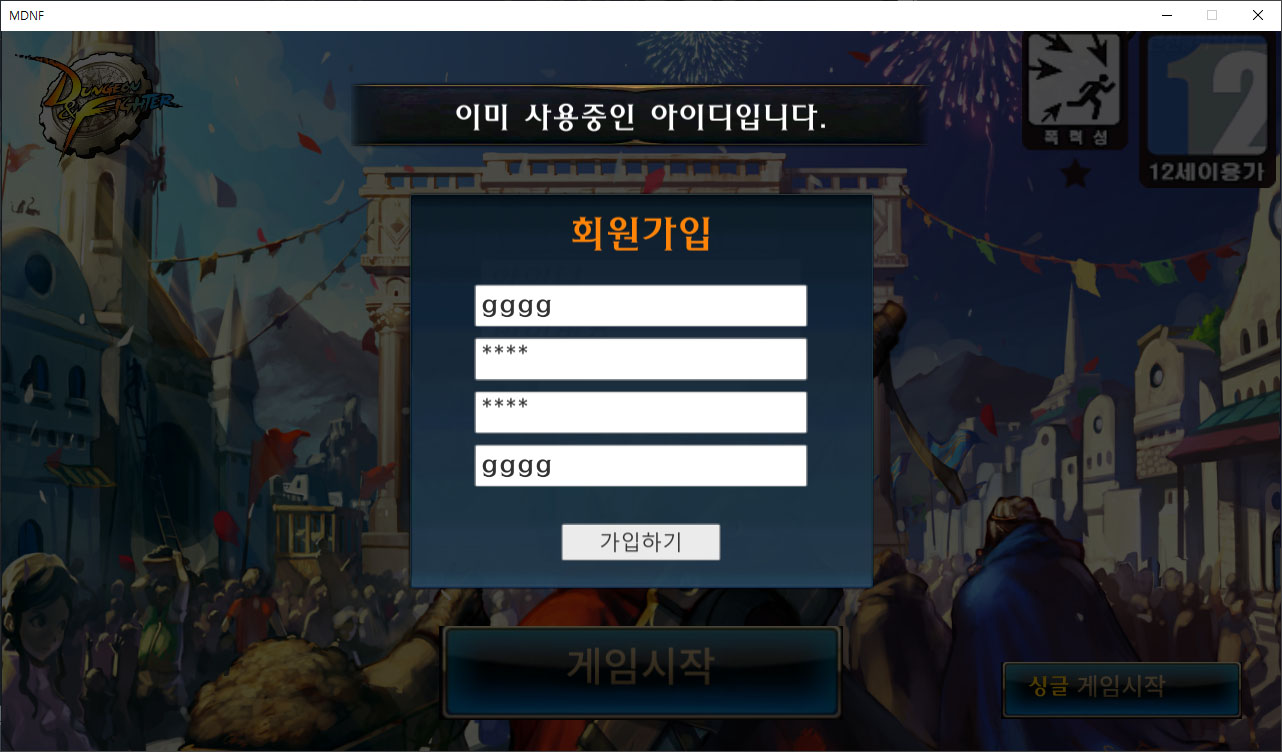 MDNF
DUNGEON
& FIGHTER
이미 사용중인 아이디입니다.
폭력성
12
12세이용가
회원가입
gggg
****
****
gggg
가입하기
게임시작
싱글 게임시작